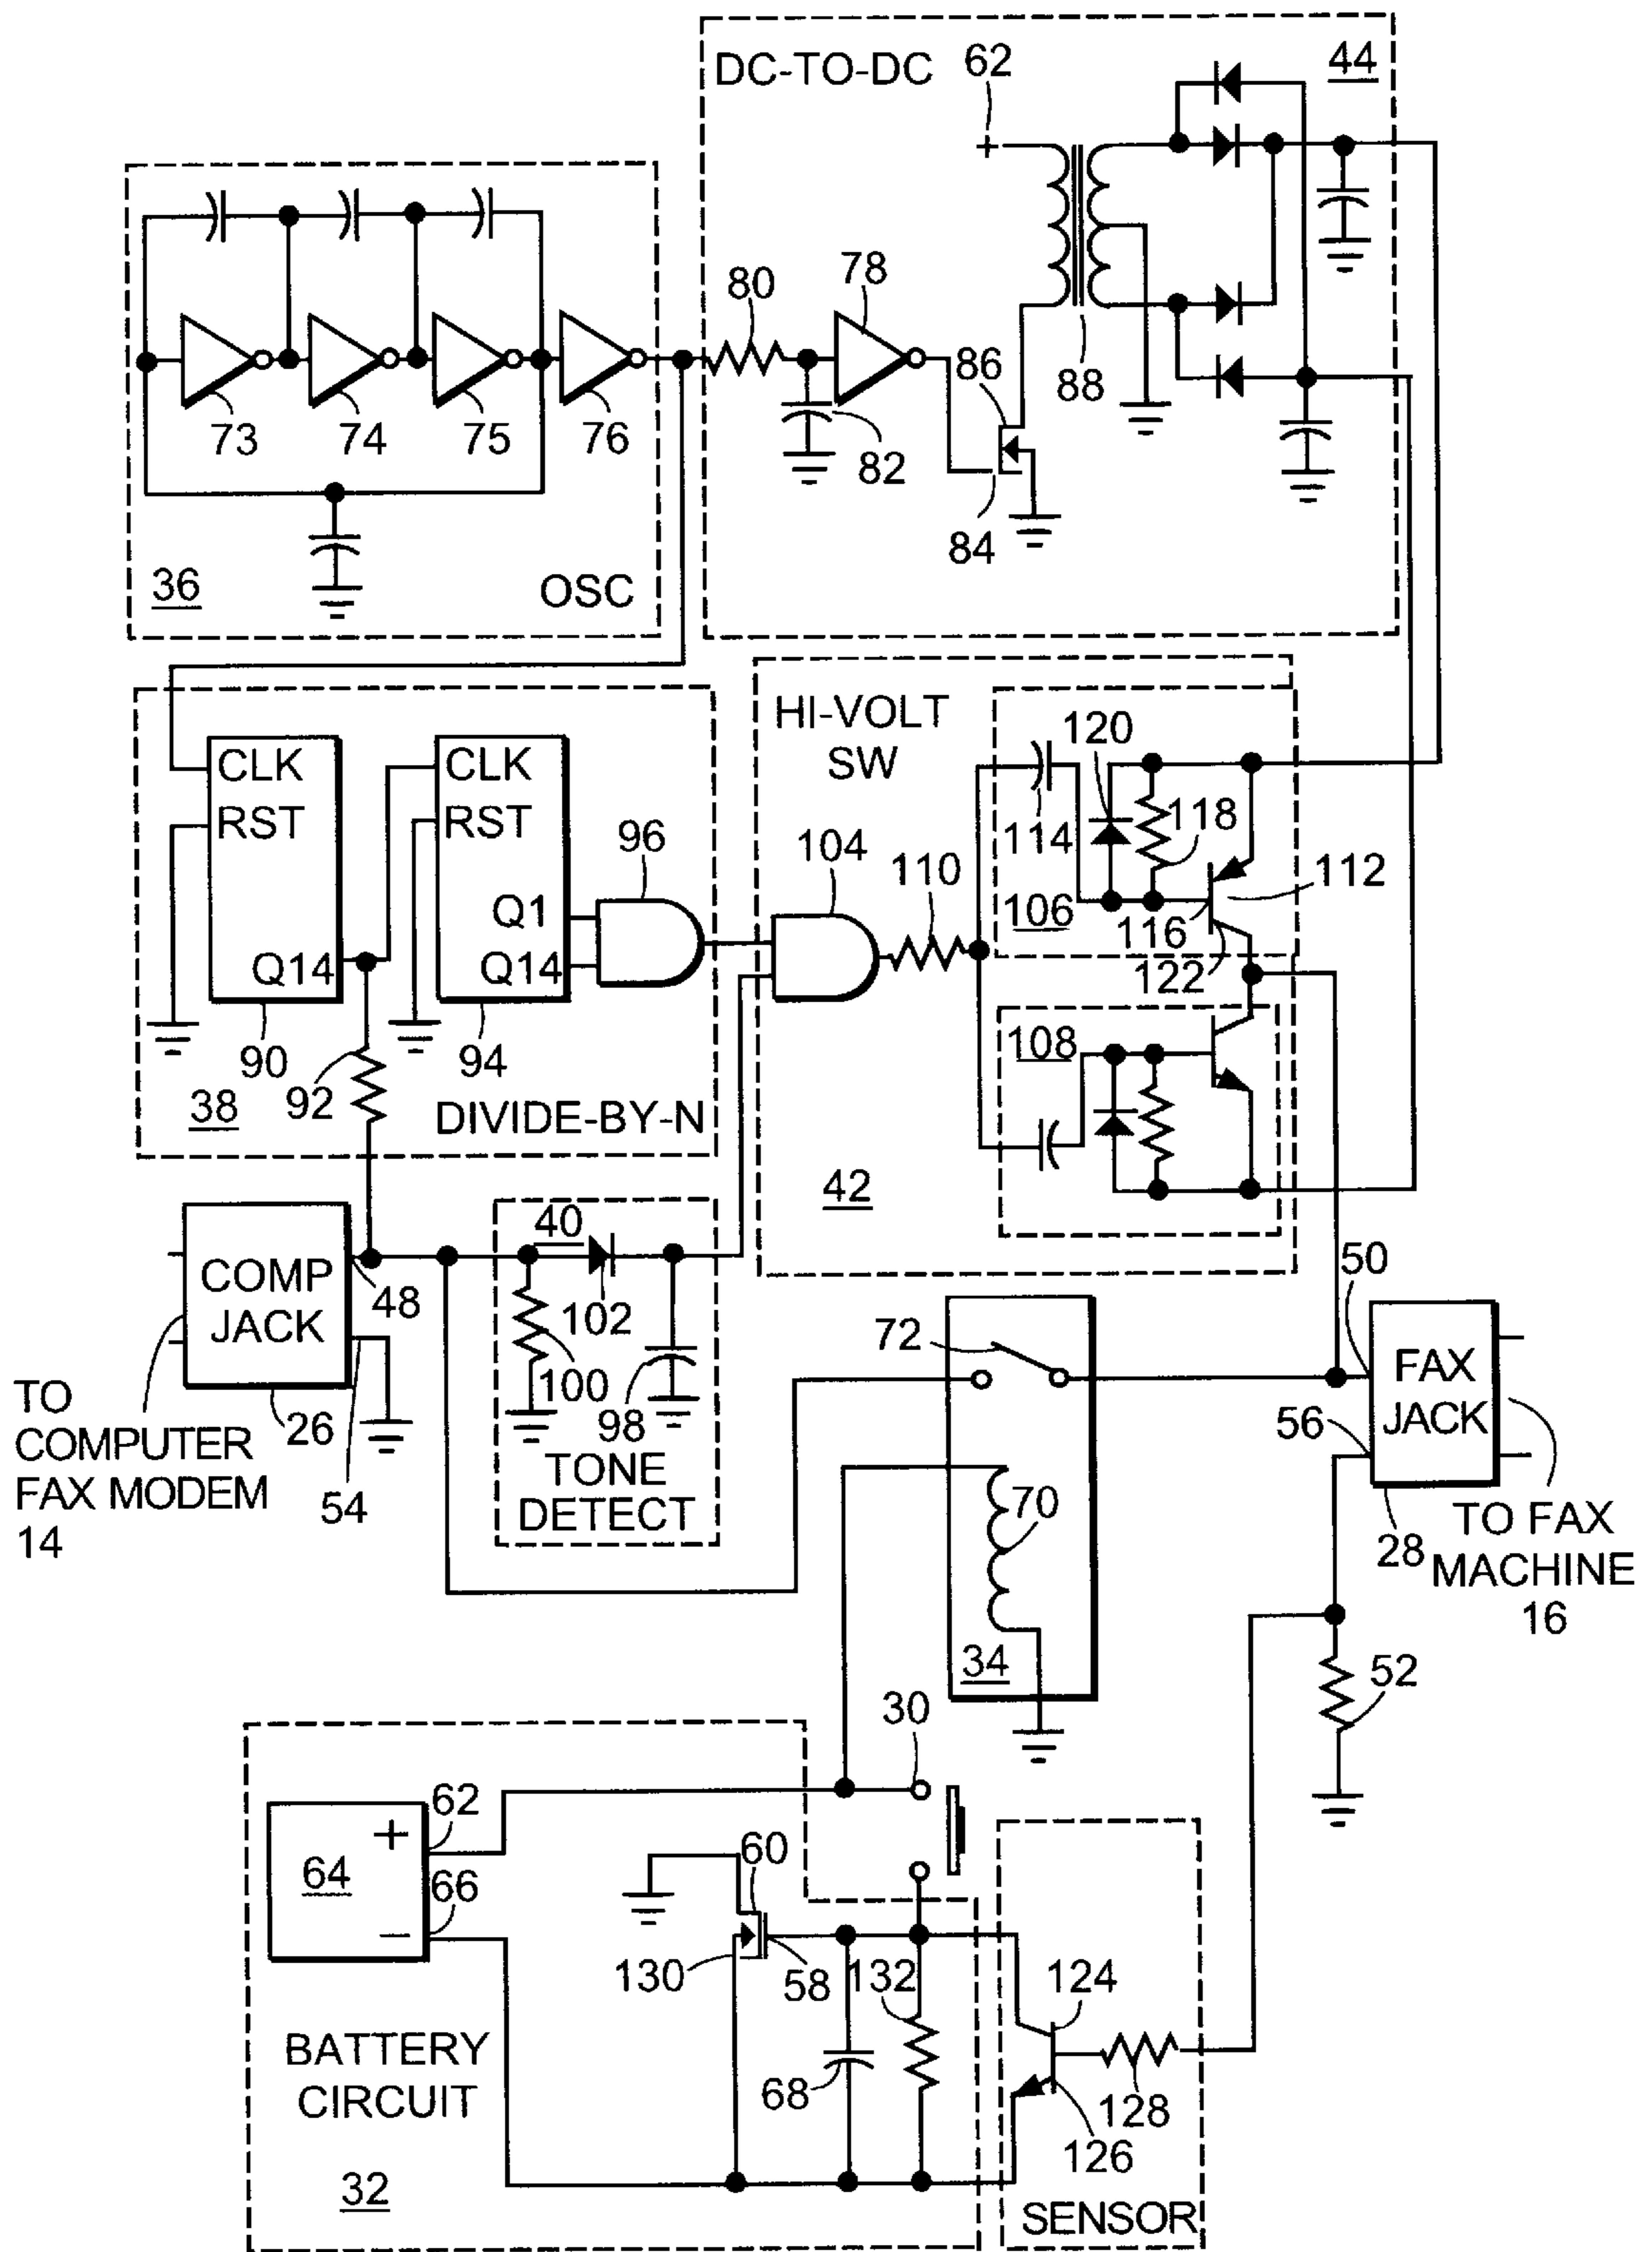 DC-TO-DC
62
44
+
80
78
86
88
73
74
75
76
82
84
36
OSC
HI-VOLT
SW
120
CLK
RST
CLK
RST
114
118
96
104
110
112
Q1
106
116
Q14
Q14
122
90
94
108
92
38
DIVIDE-BY-N
42
40
COMP
JACK
48
102
50
72
FAX
JACK
100
98
56
TO
COMPUTER
FAX MODEM
14
26
54
TONE
DETECT
70
28
TO FAX
MACHINE
16
34
52
30
62
+
60
64
66
−
130
58
132
124
BATTERY
CIRCUIT
68
128
126
32
SENSOR